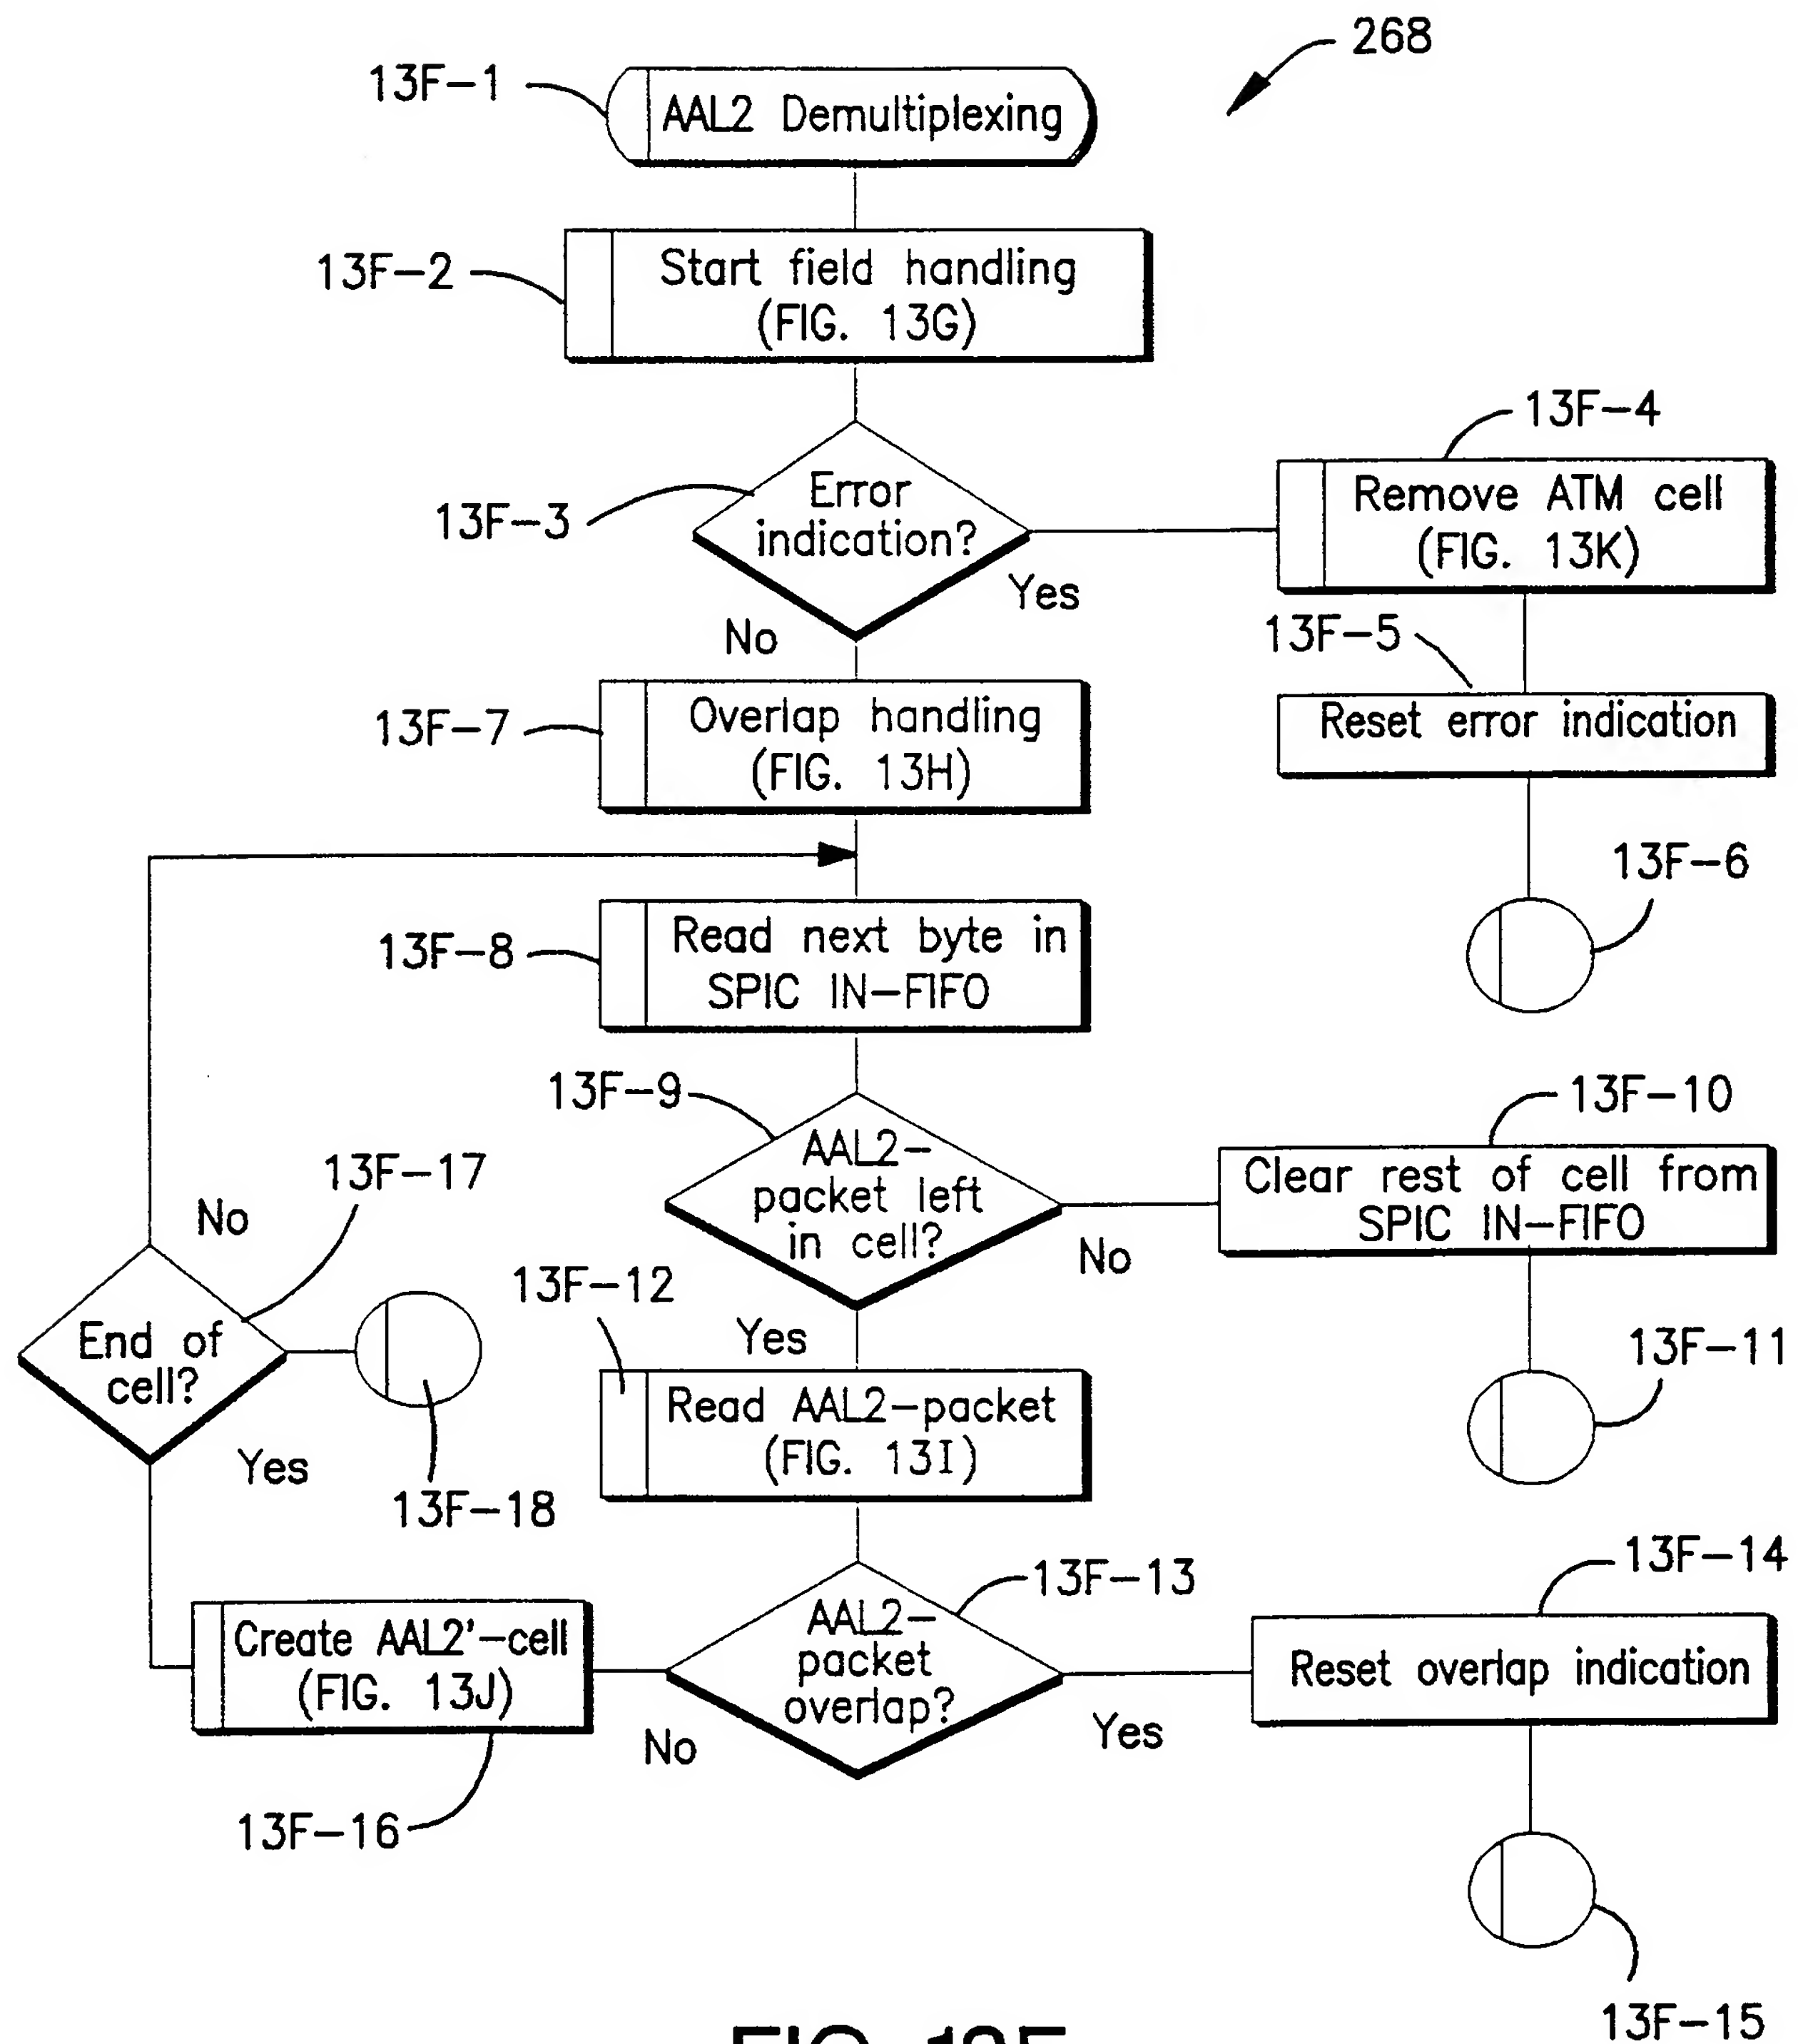 268
13F-1
AAL2 Demultiplexing
13F-2
Start field handling
(FIG. 13G)
13F-3
Error
indication?
Yes
No
13F-4
Remove ATM cell
(FIG. 13K)
13F-5
Reset error indication
13F-6
13F-7
Overlap handling
(FIG. 13H)
13F-8
Read next byte in
SPIC IN-FIFO
13F-9
AAL2-
packet left
in cell?
No
Yes
13F-10
Clear rest of cell from
SPIC IN-FIFO
13F-11
13F-12
Read AAL2-packet
(FIG. 13I)
13F-13
AAL2-
packet
overlap?
Yes
No
13F-14
Reset overlap indication
13F-15
Create AAL2'-cell
(FIG. 13J)
13F-16
13F-17
No
End of
cell?
Yes
13F-18